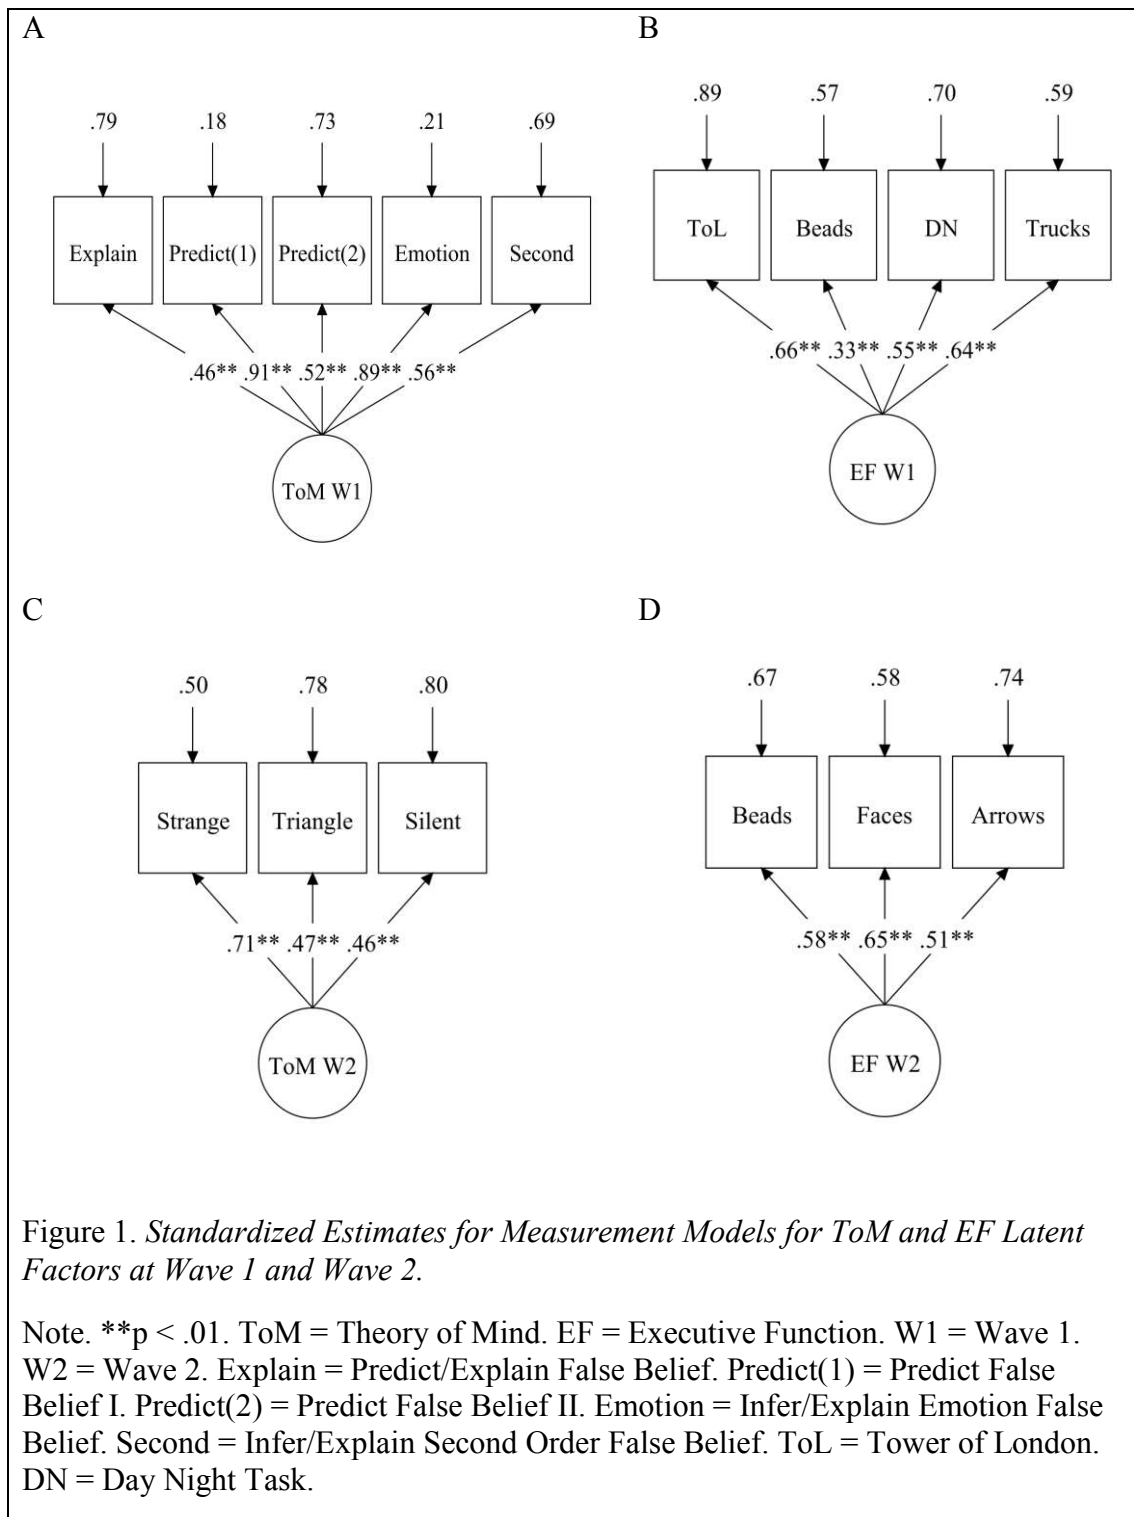 A
B
.79 .18 .73 .21 .69
.89 .57 .70 .59
Explain Predict(1) Predict(2) Emotion Second
ToL Beads DN Trucks
.46** .91** .52** .89** .56**
.66** .33** .55** .64**
ToM W1
EF W1
C
D
.50 .78 .80
.67 .58 .74
Strange Triangle Silent
Beads Faces Arrows
.71** .47** .46**
.58** .65** .51**
ToM W2
EF W2
Figure 1. Standardized Estimates for Measurement Models for ToM and EF Latent
Factors at Wave 1 and Wave 2.
Note. **p < .01. ToM = Theory of Mind. EF = Executive Function. W1 = Wave 1.
W2 = Wave 2. Explain = Predict/Explain False Belief. Predict(1) = Predict False
Belief I. Predict(2) = Predict False Belief II. Emotion = Infer/Explain Emotion False
Belief. Second = Infer/Explain Second Order False Belief. ToL = Tower of London.
DN = Day Night Task.